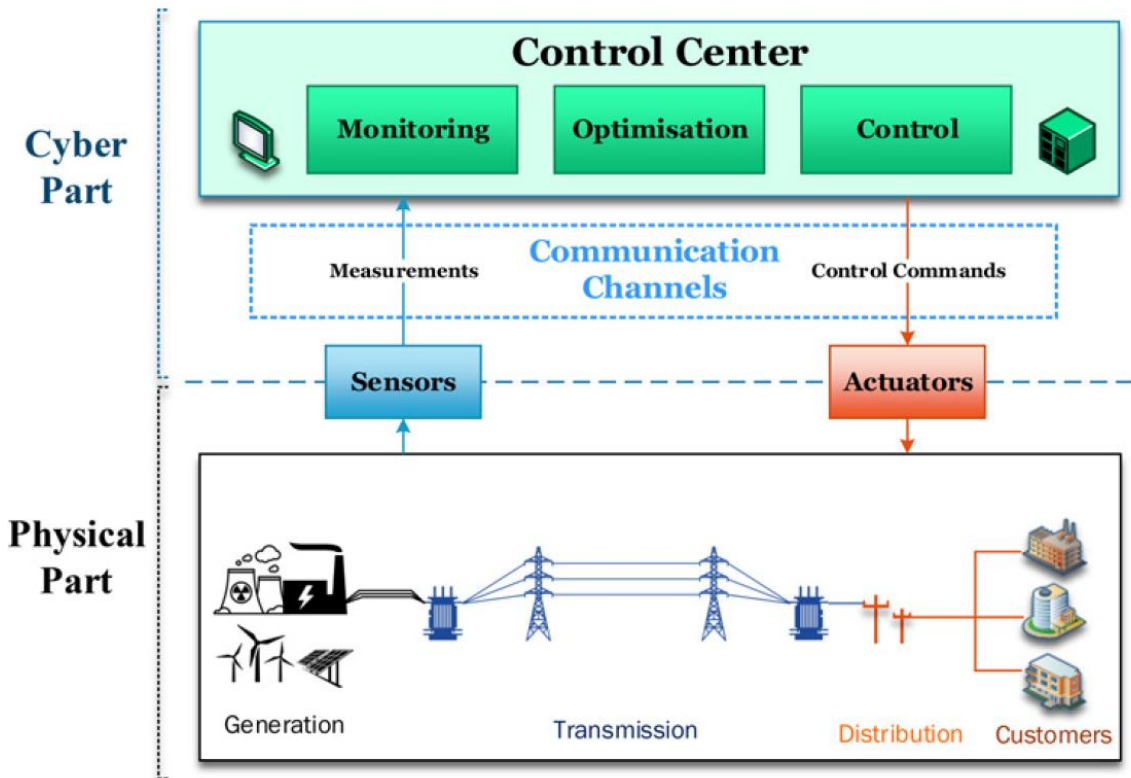 Control Center
Monitoring
Optimisation
Control
Cyber
Part
Communication
Channels
Measurements
Control Commands
Sensors
Actuators
Physical
Part
Generation
Transmission
Distribution
Customers